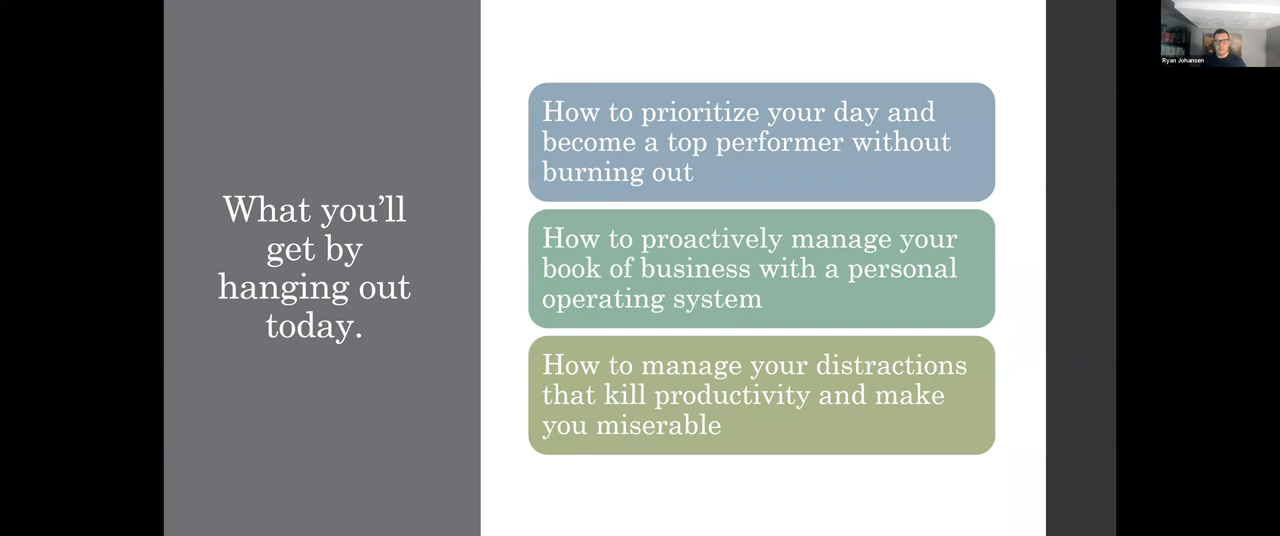 What you’ll
get by
hanging out
today.
How to prioritize your day and
become a top performer without
burning out
How to proactively manage your
book of business with a personal
operating system
How to manage your distractions
that kill productivity and make
you miserable
Ryan Johansen